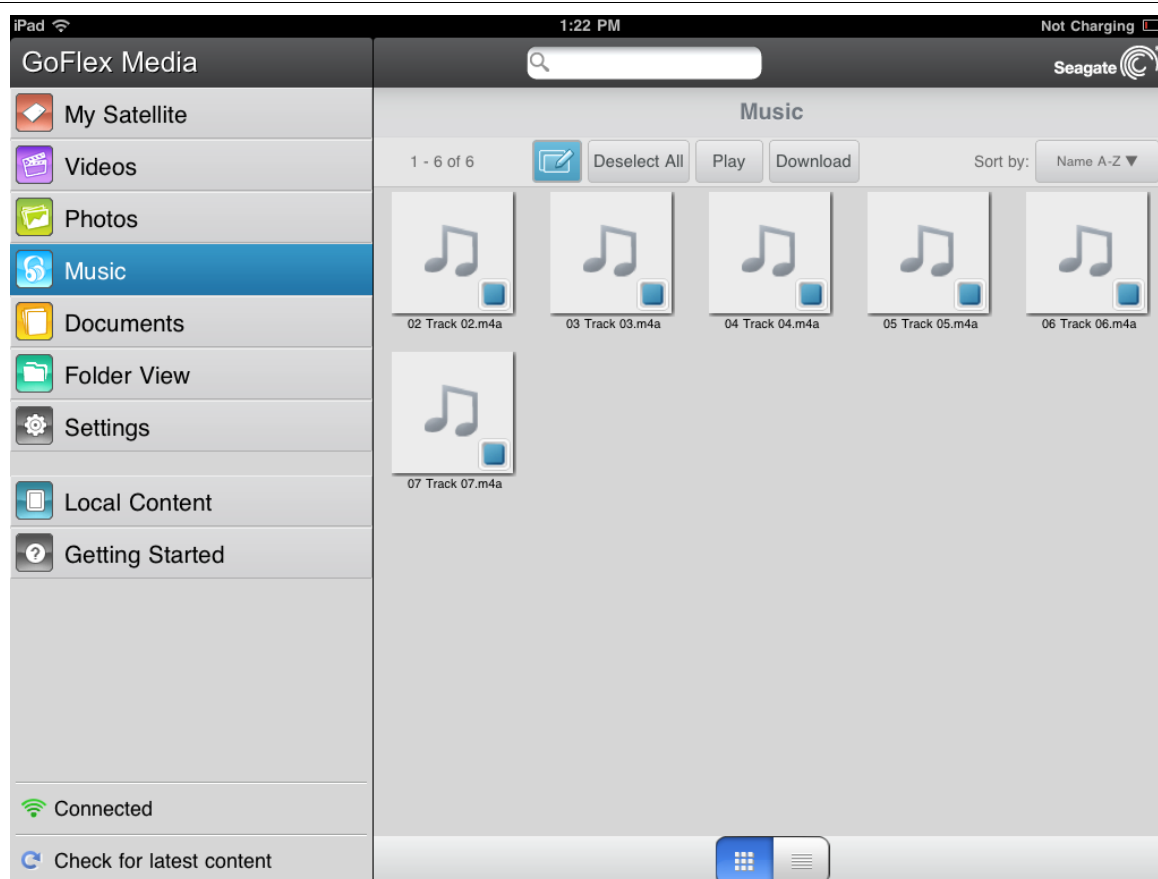 iPad 1:22 PM Not Charging
GoFlex Media
Seagate
My Satellite
Videos
Photos
Music
Documents
Folder View
Settings
Local Content
Getting Started
Connected
Check for latest content
Music
1 - 6 of 6 Deselect All Play Download Sort by: Name A-Z ▼
02 Track 02.m4a 03 Track 03.m4a 04 Track 04.m4a 05 Track 05.m4a 06 Track 06.m4a
07 Track 07.m4a